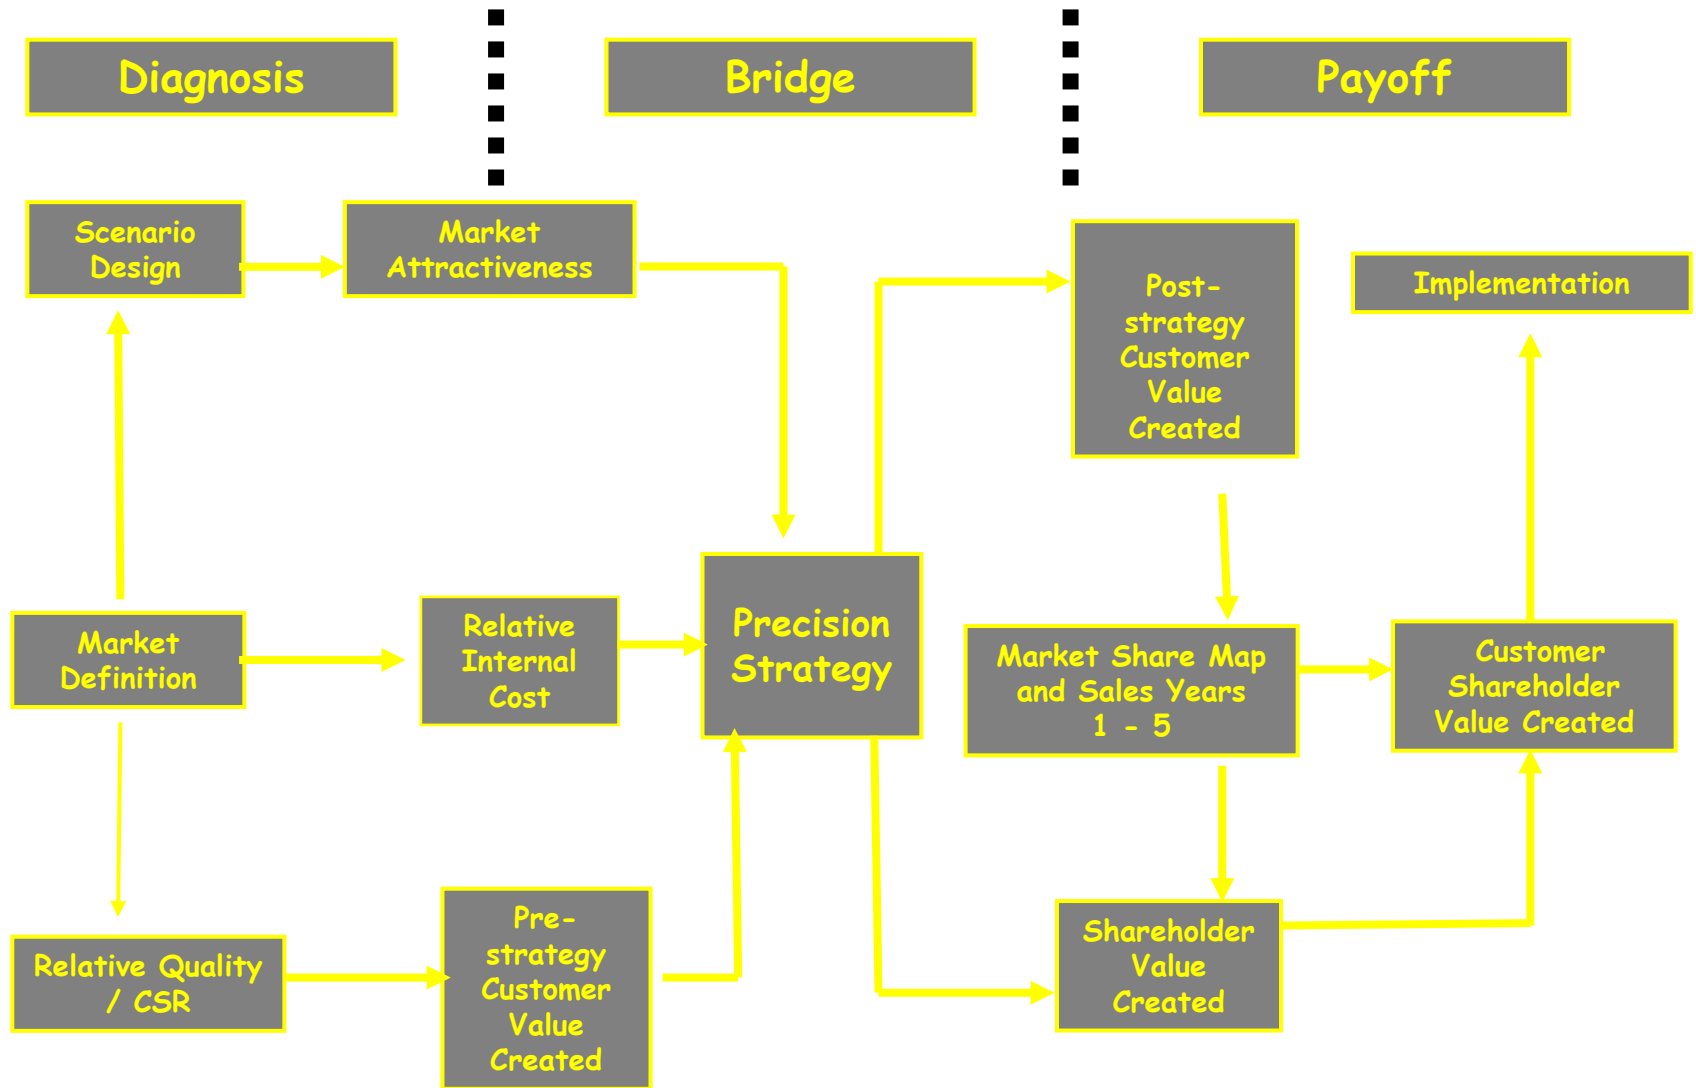 Diagnosis
Bridge
Payoff
Scenario
Design
Market
Attractiveness
Post-
strategy
Customer
Value
Created
Implementation
Market
Definition
Relative
Internal
Cost
Precision
Strategy
Market Share Map
and Sales Years
1 - 5
Customer
Shareholder
Value Created
Relative Quality
/ CSR
Pre-
strategy
Customer
Value
Created
Shareholder
Value
Created